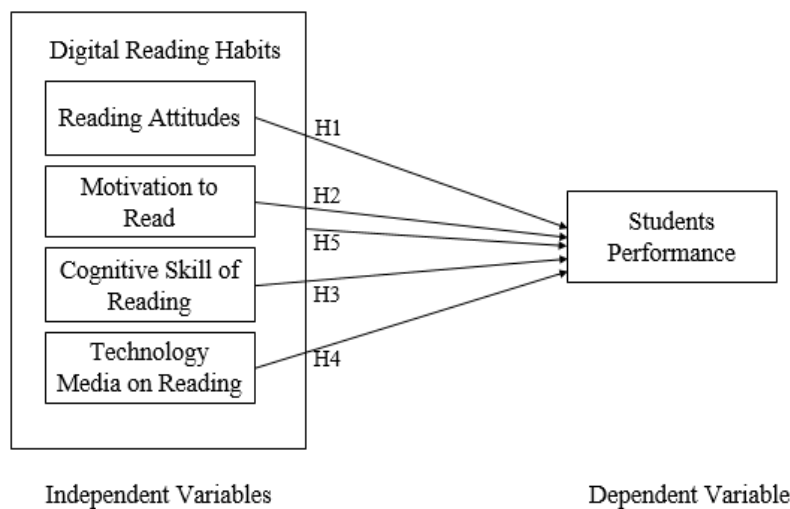 Digital Reading Habits
Reading Attitudes
H1
Motivation to
Read
H2
H5
Cognitive Skill of
Reading
H3
Technology
Media on Reading
H4
Students
Performance
Independent Variables
Dependent Variable